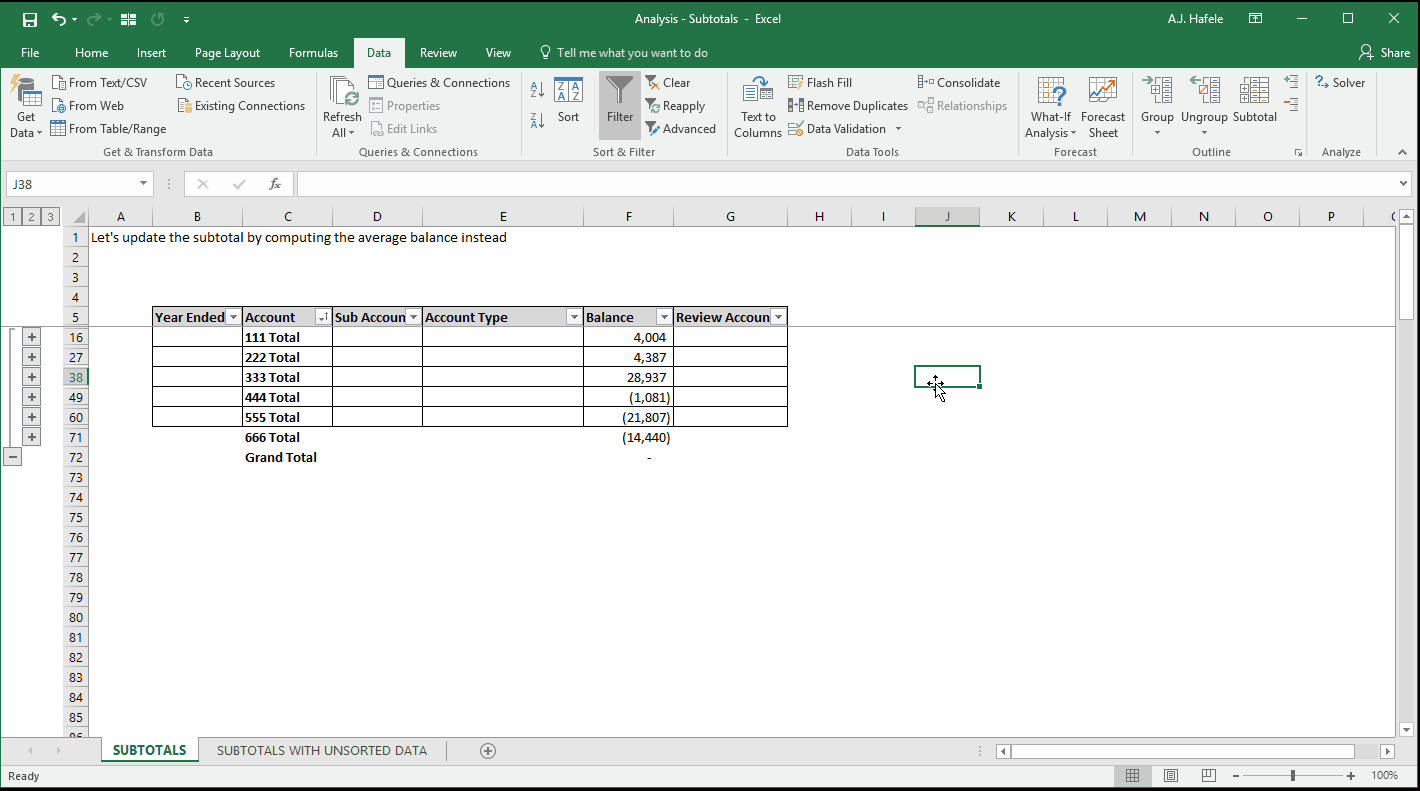 Analysis - Subtotals - Excel
A.J. Hafele
File Home Insert Page Layout Formulas Data Review View Tell me what you want to do Share
Get Data
From Text/CSV
From Web
From Table/Range
Recent Sources
Existing Connections
Get & Transform Data
Refresh All
Queries & Connections
Properties
Edit Links
Queries & Connections
Sort
Filter
Clear
Reapply
Advanced
Sort & Filter
Text to Columns
Flash Fill
Remove Duplicates
Data Validation
Consolidate
Relationships
Data Tools
What-If Analysis
Forecast Sheet
Forecast
Group
Ungroup
Subtotal
Outline
Solver
Analyze
J38 fx
1 2 3 A B C D E F G H I J K L M N O P
1 Let's update the subtotal by computing the average balance instead
2
3
4
5 Year Ended Account Sub Accoun Account Type Balance Review Accoun
16 111 Total 4,004
27 222 Total 4,387
38 333 Total 28,937
49 444 Total (1,081)
60 555 Total (21,807)
71 666 Total (14,440)
72 Grand Total -
73
74
75
76
77
78
79
80
81
82
83
84
85
SUBTOTALS SUBTOTALS WITH UNSORTED DATA
Ready 100%